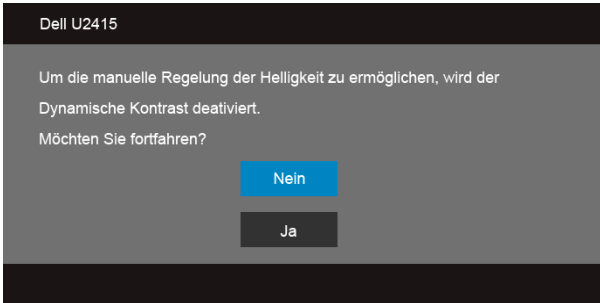 Dell U2415
Um die manuelle Regelung der Helligkeit zu ermöglichen, wird der
Dynamische Kontrast deativiert.
Möchten Sie fortfahren?
Nein
Ja